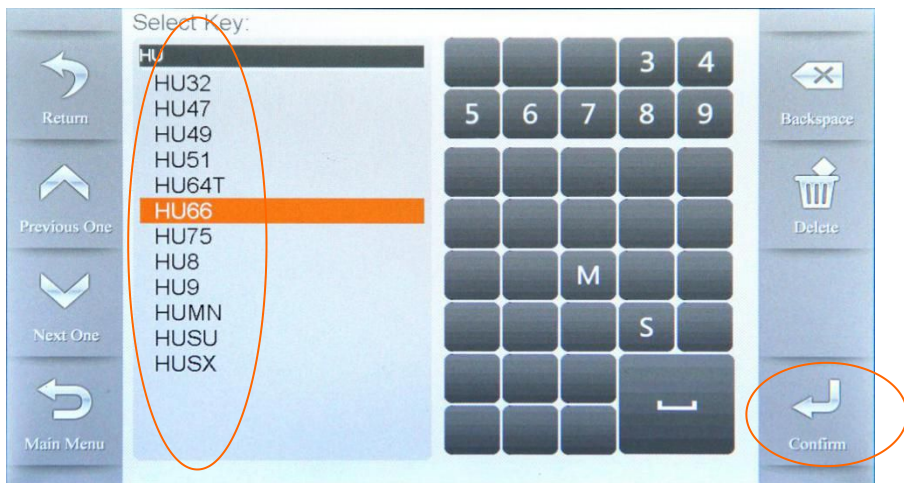 Select Key:
HU
HU32
HU47
HU49
HU51
HU64T
HU66
HU75
HU8
HU9
HUMN
HUSU
HUSX
3 4
5 6 7 8 9
M
S
Return
Previous One
Next One
Main Menu
Backspace
Delete
Confirm